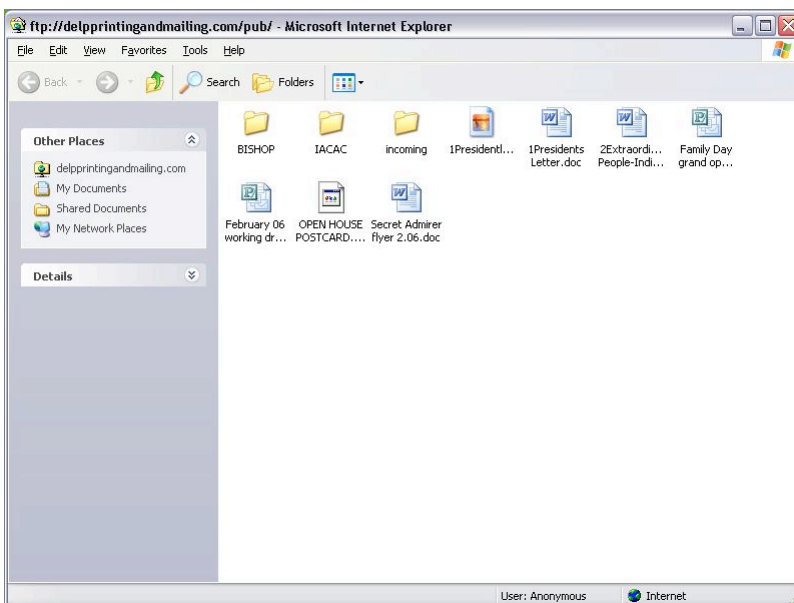 ftp://delpprintingandmailing.com/pub/ - Microsoft Internet Explorer
File Edit View Favorites Tools Help
Back Search Folders
Other Places
delpprintingandmailing.com
My Documents
Shared Documents
My Network Places
Details
BISHOP IACAC incoming 1Presidentl... 1Presidents Letter.doc 2Extraordi... People-Indi... Family Day grand op...
February 06 working dr... OPEN HOUSE POSTCARD.... Secret Admirer flyer 2.06.doc
User: Anonymous Internet